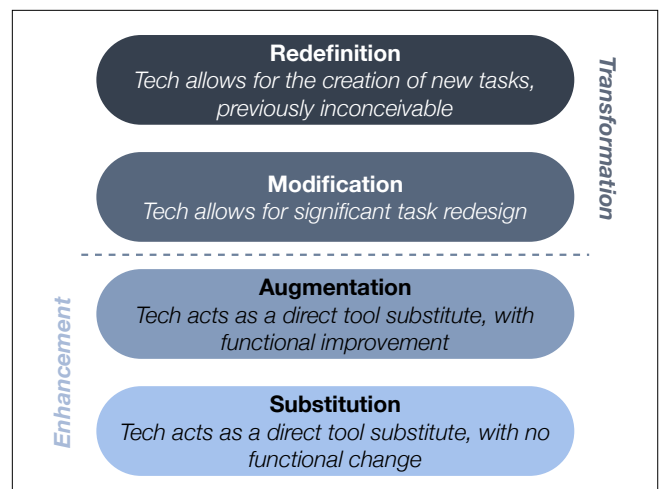 Redefinition
Tech allows for the creation of new tasks,
previously inconceivable
Transformation
Modification
Tech allows for significant task redesign
Enhancement
Augmentation
Tech acts as a direct tool substitute, with
functional improvement
Substitution
Tech acts as a direct tool substitute, with no
functional change